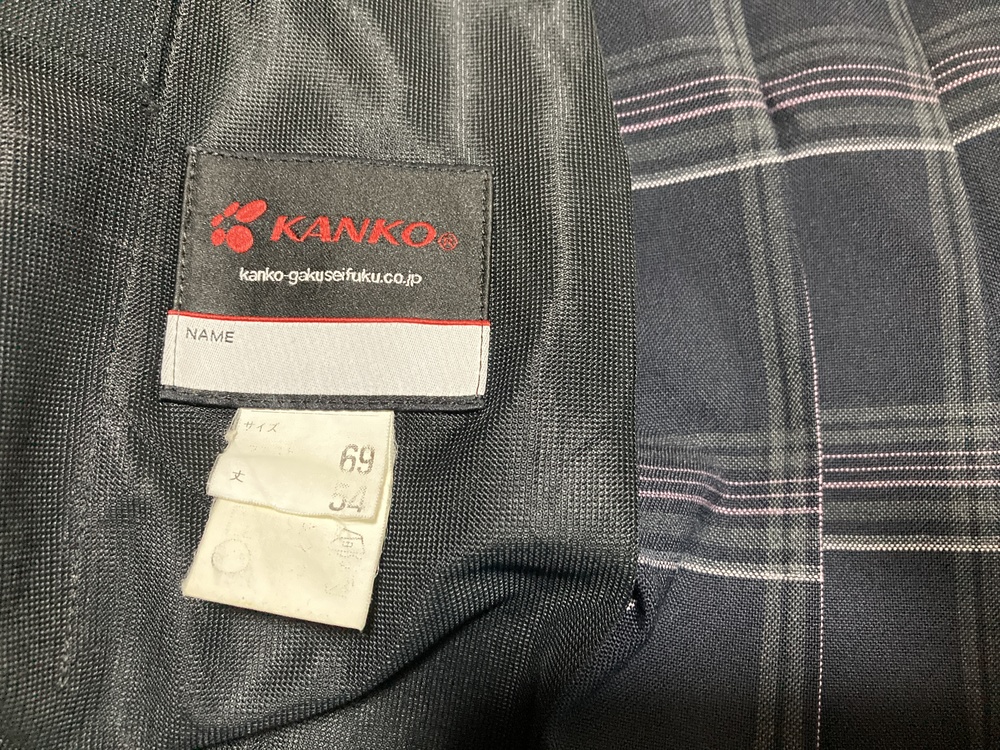 KANKO®
kanko-gakuseifuku.co.jp
NAME
サイズ
69
丈
54